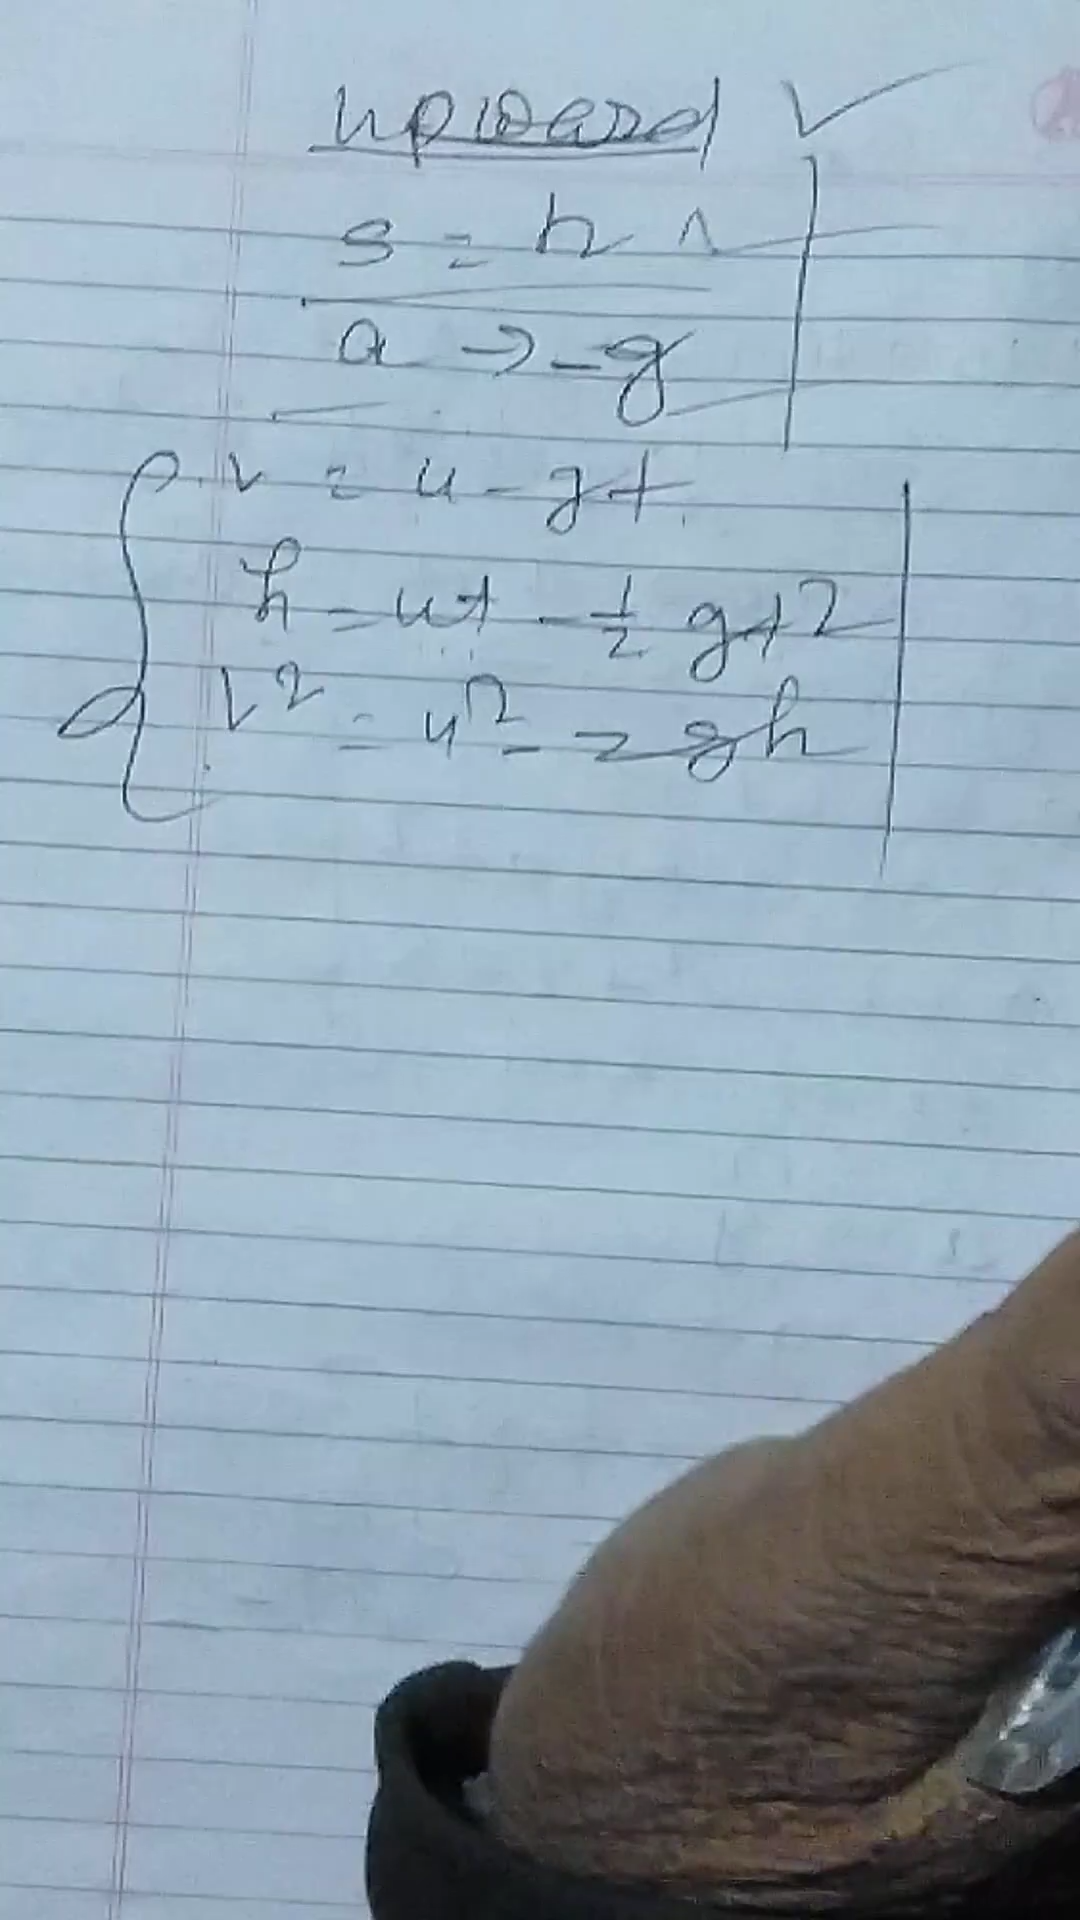 upward ✓
s = h
a → -g
v = u - gt
h = ut - 1/2 gt2
v² = u² - 2gh